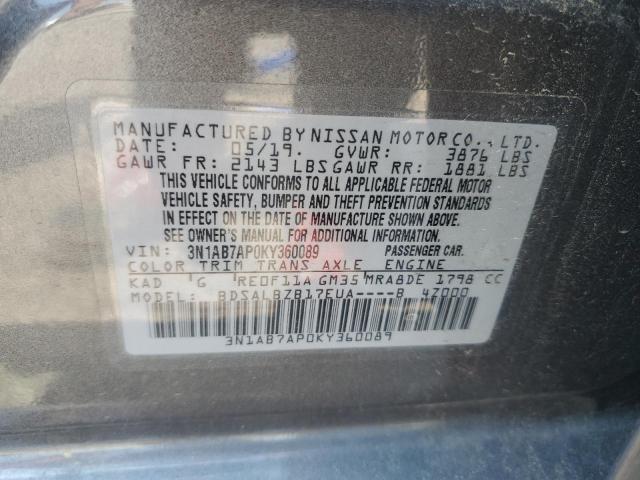 MANUFACTURED BY NISSAN MOTOR CO., LTD.
DATE: 05/19. GVWR: 3876 LBS
GAWR FR: 2143 LBS GAWR RR: 1881 LBS
THIS VEHICLE CONFORMS TO ALL APPLICABLE FEDERAL MOTOR
VEHICLE SAFETY, BUMPER AND THEFT PREVENTION STANDARDS
IN EFFECT ON THE DATE OF MANUFACTURE SHOWN ABOVE.
SEE OWNER'S MANUAL FOR ADDITIONAL INFORMATION.
VIN: 3N1AB7AP0KY360089 PASSENGER CAR.
COLOR TRIM TRANS AXLE ENGINE
KAD G RE0F11A GM35 MRA8DE 1798 CC
MODEL: BDSALBZB17EUA----B 4Z000
3N1AB7AP0KY360089